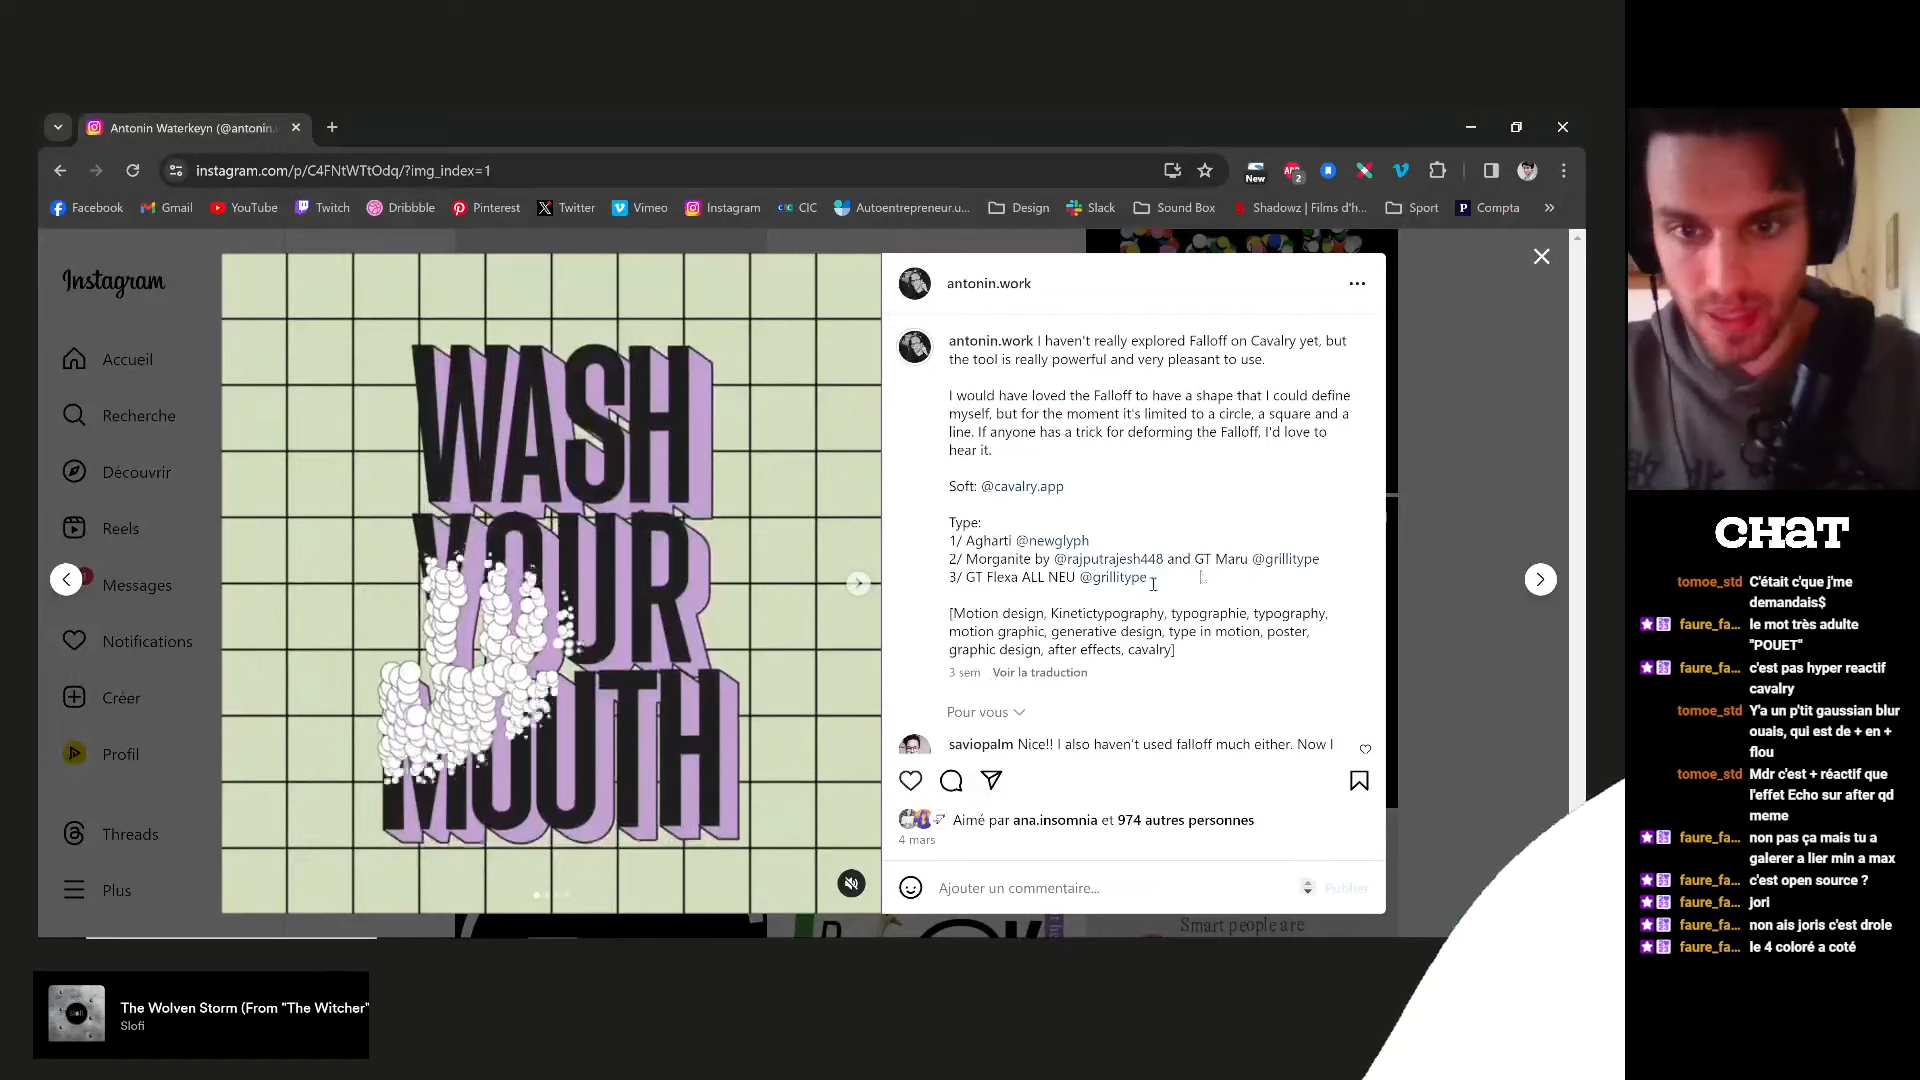 Antonin Waterkeyn (@antonin.
instagram.com/p/C4FNtWTtOdq/?img_index=1
New
2
Facebook
Gmail
YouTube
Twitch
Dribbble
Pinterest
Twitter
Vimeo
Instagram
CIC
Autoentrepreneur.u...
Design
Slack
Sound Box
Shadowz | Films d'h...
Sport
Compta
Instagram
Accueil
Recherche
Découvrir
Reels
Messages
Notifications
Créer
Profil
Threads
Plus
WASH
YOUR
MOUTH
antonin.work
antonin.work I haven't really explored Falloff on Cavalry yet, but
the tool is really powerful and very pleasant to use.
I would have loved the Falloff to have a shape that I could define
myself, but for the moment it's limited to a circle, a square and a
line. If anyone has a trick for deforming the Falloff, I'd love to
hear it.
Soft: @cavalry.app
Type:
1/ Agharti @newglyph
2/ Morganite by @rajputrajesh448 and GT Maru @grillitype
3/ GT Flexa ALL NEU @grillitype
[Motion design, Kinetictypography, typographie, typography,
motion graphic, generative design, type in motion, poster,
graphic design, after effects, cavalry]
3 sem Voir la traduction
Pour vous
saviopalm Nice!! I also haven't used falloff much either. Now I
Aimé par ana.insomnia et 974 autres personnes
4 mars
Ajouter un commentaire...
Publier
Smart people are
The Wolven Storm (From "The Witcher"
Slofi
CHAT
tomoe_std C'était c'que j'me
demandais$
faure_fa... le mot très adulte
"POUET"
faure_fa... c'est pas hyper reactif
cavalry
tomoe_std Y'a un p'tit gaussian blur
ouais, qui est de + en +
flou
tomoe_std Mdr c'est + réactif que
l'effet Echo sur after qd
meme
faure_fa... non pas ça mais tu a
galerer a lier min a max
faure_fa... c'est open source ?
faure_fa... jori
faure_fa... non ais joris c'est drole
faure_fa... le 4 coloré a coté